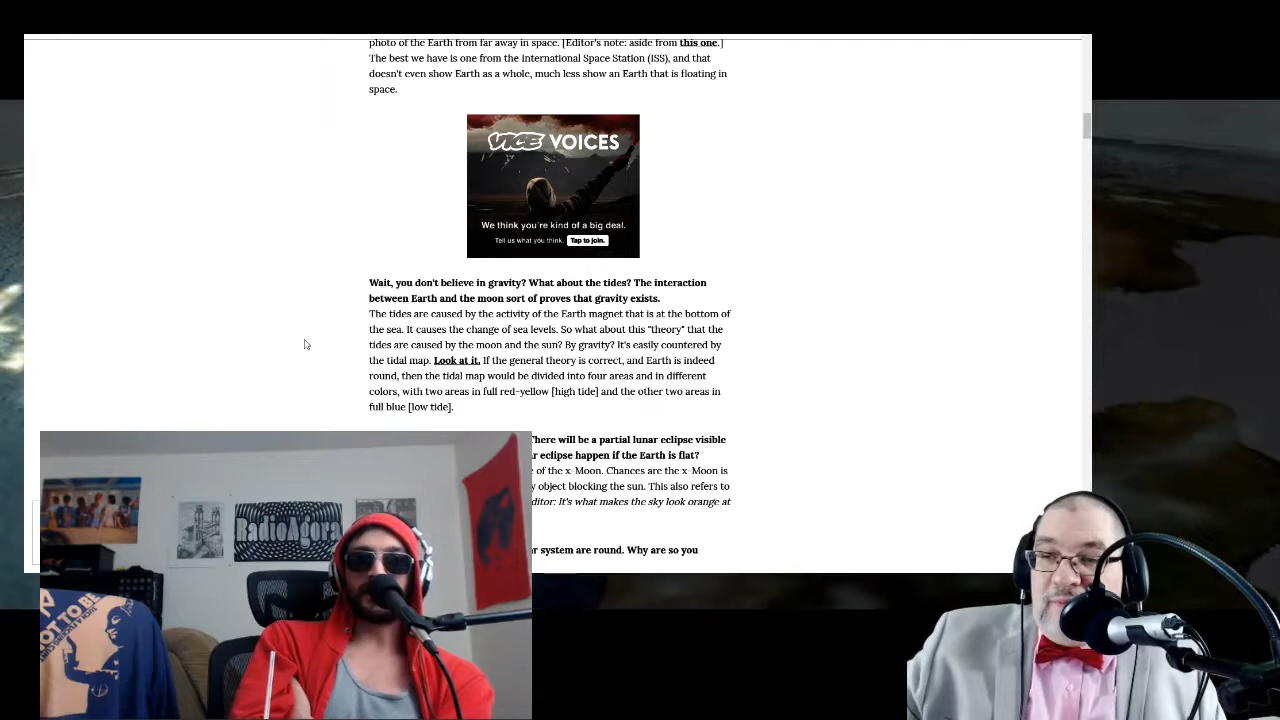 photo of the Earth from far away in space. [Editor's note: aside from this one.]
The best we have is one from the International Space Station (ISS), and that
doesn't even show Earth as a whole, much less show an Earth that is floating in
space.
VICE VOICES
We think you're kind of a big deal.
Tell us what you think. Tap to join.
Wait, you don't believe in gravity? What about the tides? The interaction
between Earth and the moon sort of proves that gravity exists.
The tides are caused by the activity of the Earth magnet that is at the bottom of
the sea. It causes the change of sea levels. So what about this "theory" that the
tides are caused by the moon and the sun? By gravity? It's easily countered by
the tidal map. Look at it. If the general theory is correct, and Earth is indeed
round, then the tidal map would be divided into four areas and in different
colors, with two areas in full red-yellow [high tide] and the other two areas in
full blue [low tide].
There will be a partial lunar eclipse visible
r eclipse happen if the Earth is flat?
e of the x-Moon. Chances are the x-Moon is
y object blocking the sun. This also refers to
ditor: It's what makes the sky look orange at
ar system are round. Why are so you
RadioAgora
OT TO BE